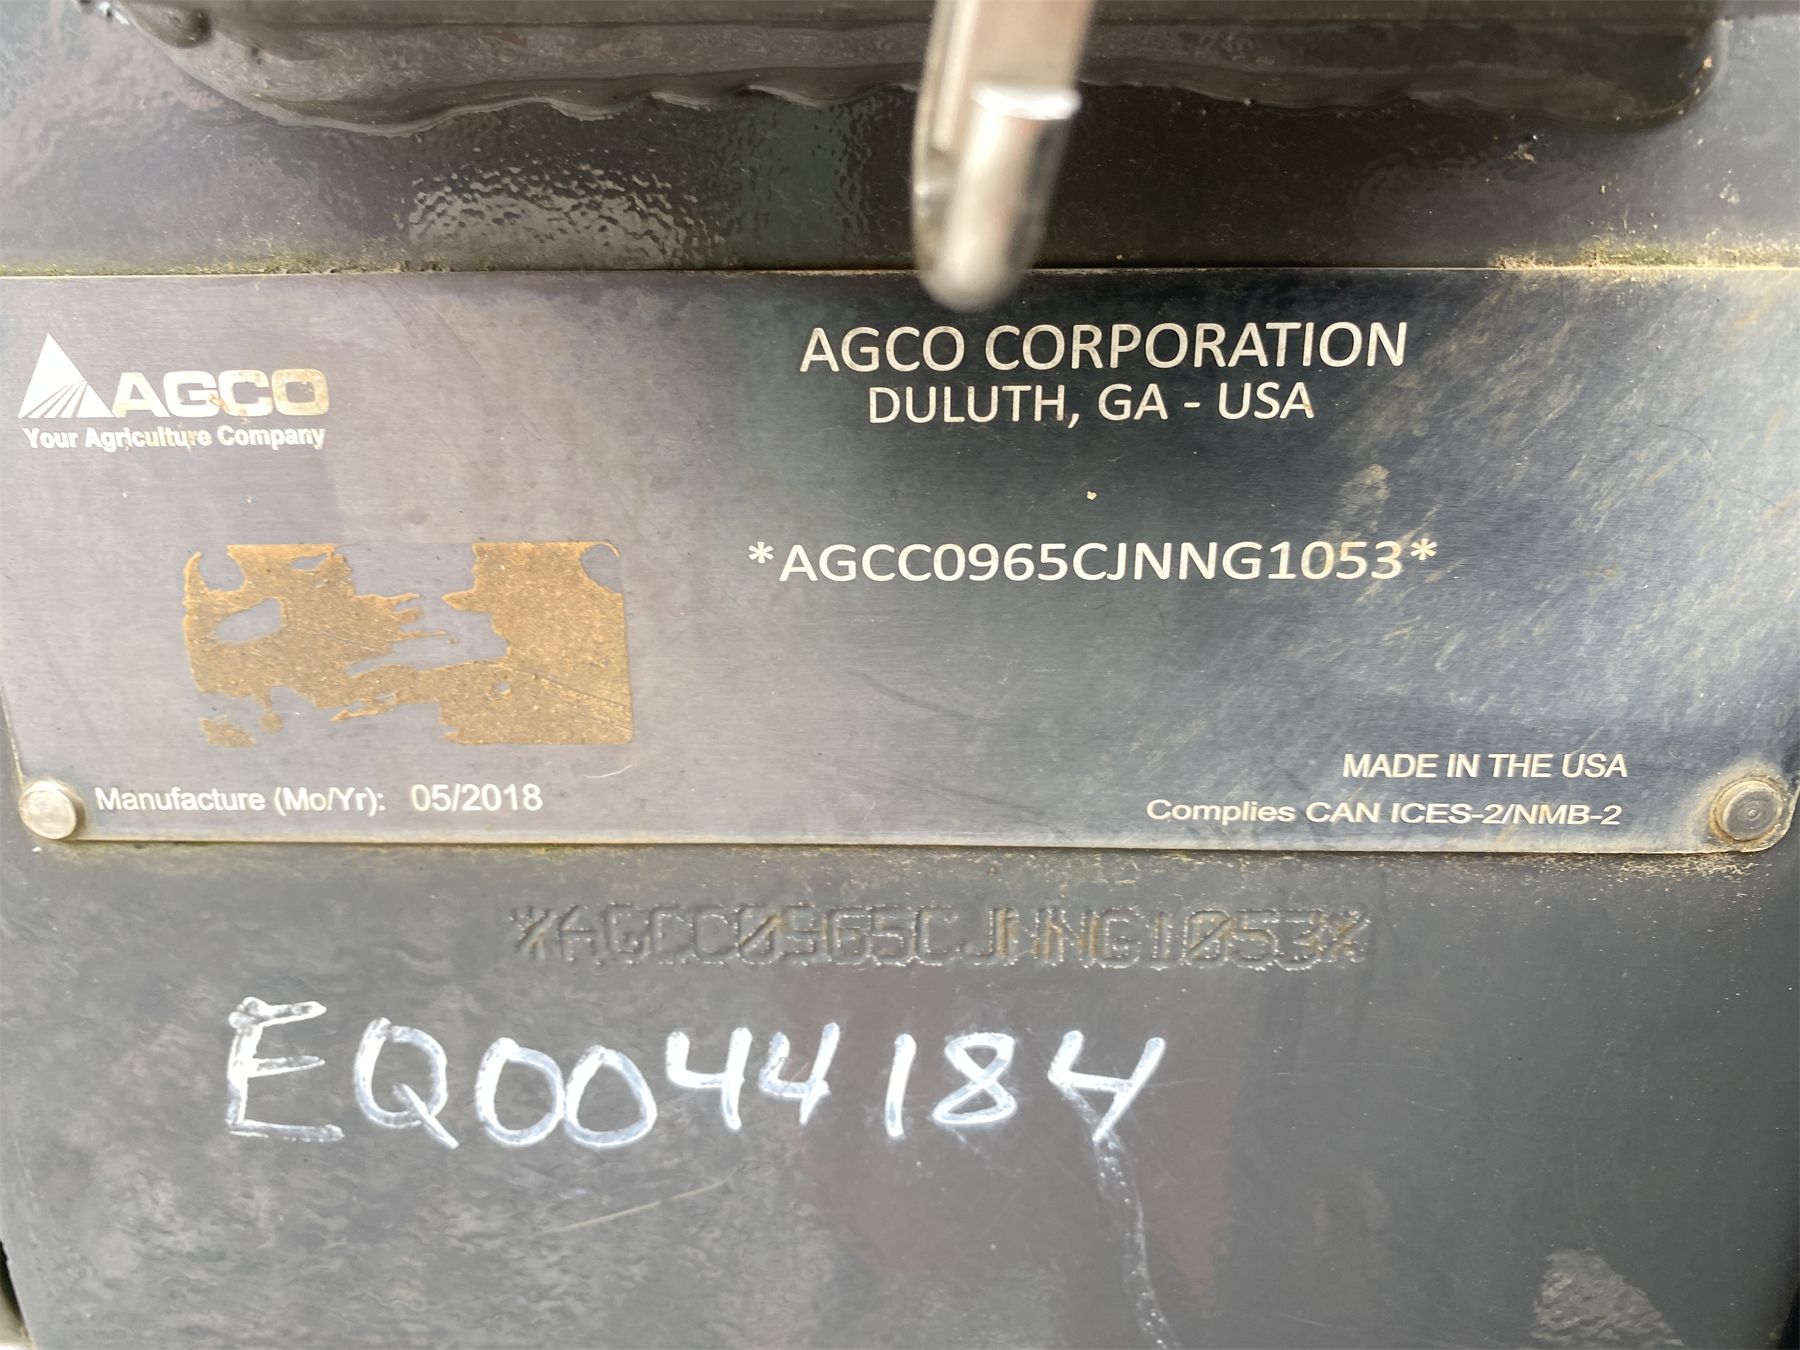 AGCO
Your Agriculture Company
AGCO CORPORATION
DULUTH, GA - USA
*AGCC0965CJNNG1053*
Manufacture (Mo/Yr): 05/2018
MADE IN THE USA
Complies CAN ICES-2/NMB-2
*AGCC0965CJNNG1053*
EQ0044184